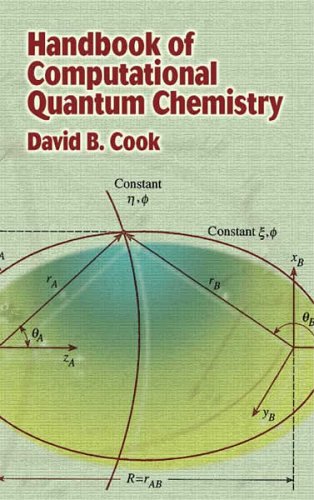 Handbook of
Computational
Quantum Chemistry
David B. Cook
Constant
η,ϕ
Constant ξ,ϕ
x_B
r_A
r_B
θ_A
θ_B
z_A
y_B
R=r_AB